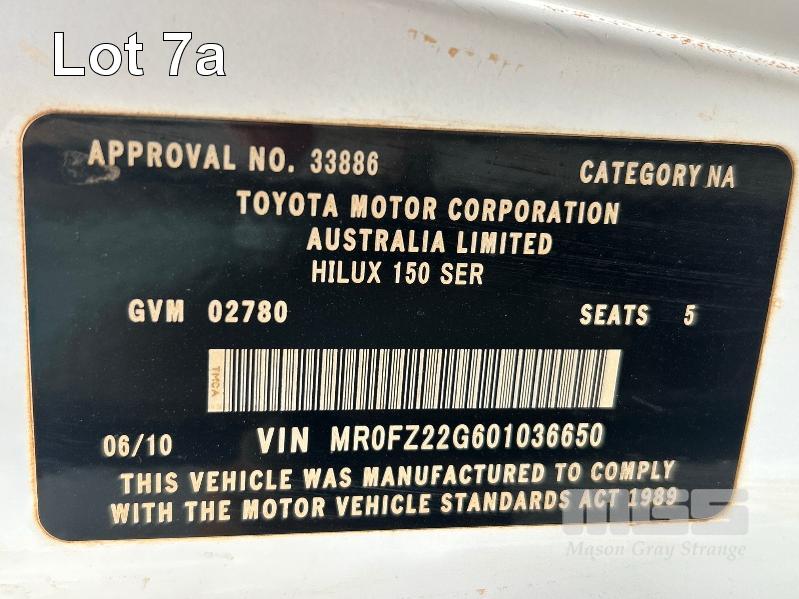 Lot 7a
APPROVAL NO. 33886 CATEGORY NA
TOYOTA MOTOR CORPORATION
AUSTRALIA LIMITED
HILUX 150 SER
GVM 02780 SEATS 5
TMCA
06/10 VIN MR0FZ22G601036650
THIS VEHICLE WAS MANUFACTURED TO COMPLY
WITH THE MOTOR VEHICLE STANDARDS ACT 1989
MGS
Mason Gray Strange